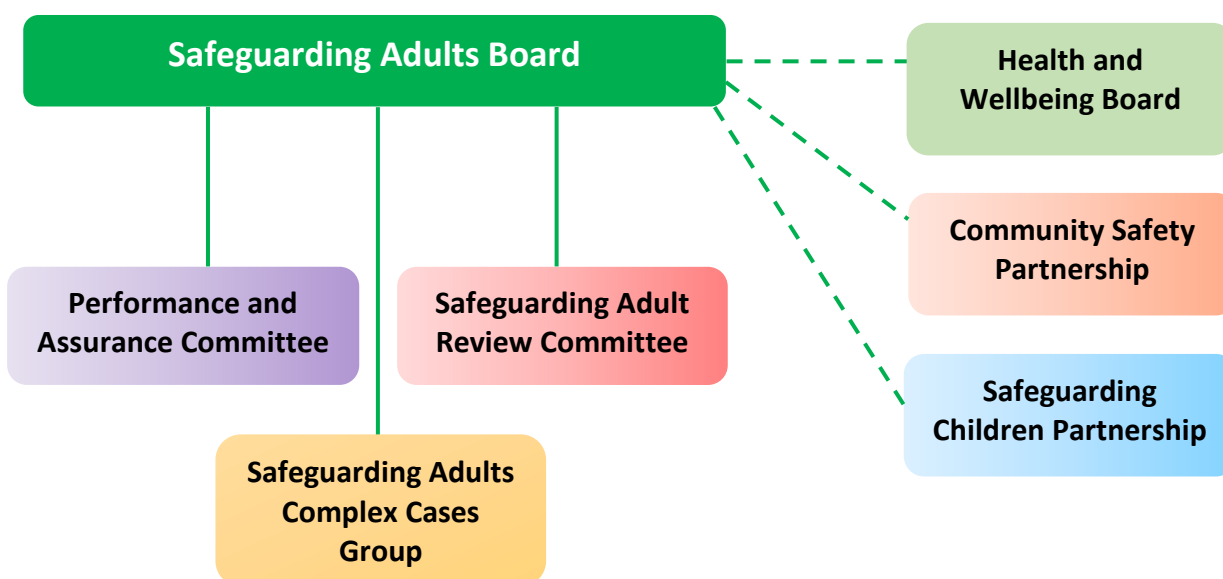 Safeguarding Adults Board
Health and
Wellbeing Board
Community Safety
Partnership
Performance and
Assurance Committee
Safeguarding Adult
Review Committee
Safeguarding
Children Partnership
Safeguarding Adults
Complex Cases
Group